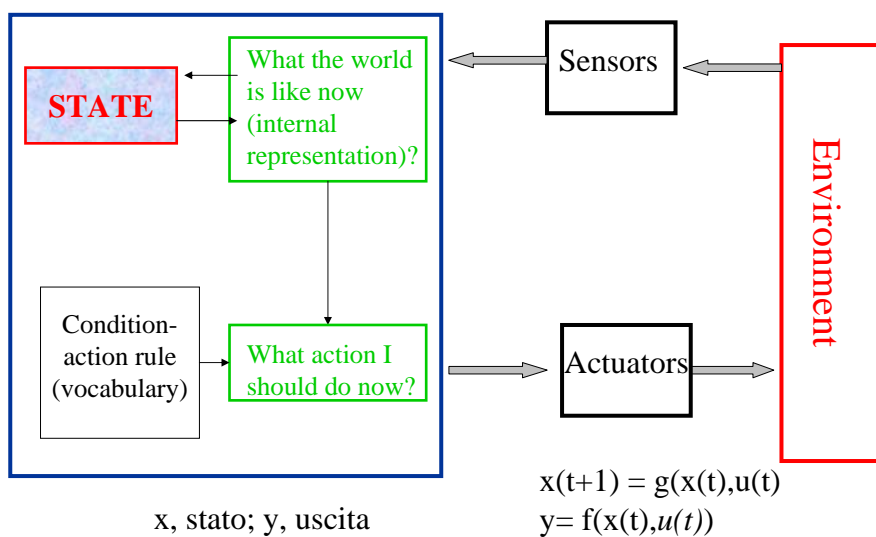 What the world
is like now
(internal
representation)?
STATE
Sensors
Environment
Condition-
action rule
(vocabulary)
What action I
should do now?
Actuators
x, stato; y, uscita
x(t+1) = g(x(t),u(t)
y= f(x(t),u(t))